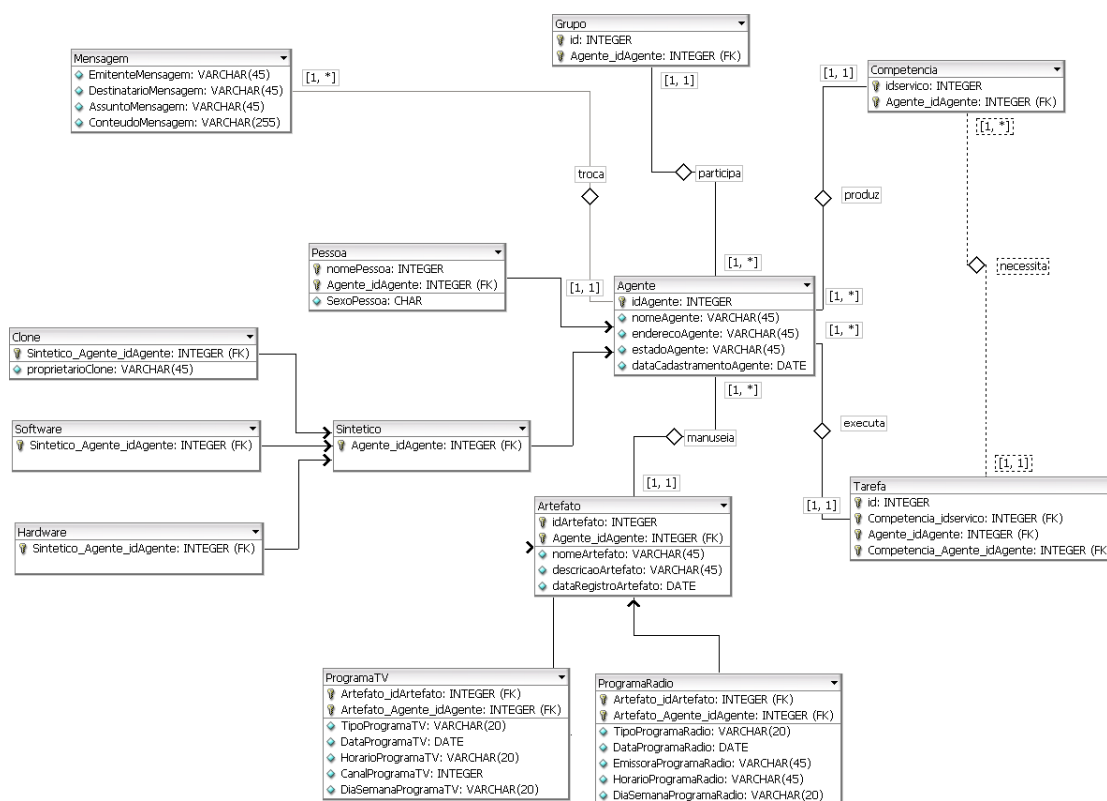 Grupo
id: INTEGER
Agente_idAgente: INTEGER (FK)
[1, 1]
Mensagem
EmitenteMensagem: VARCHAR(45)
DestinatarioMensagem: VARCHAR(45)
AssuntoMensagem: VARCHAR(45)
ConteudoMensagem: VARCHAR(255)
[1, *]
Competencia
idservico: INTEGER
Agente_idAgente: INTEGER (FK)
[1, 1]
[1, *]
troca
participa
produz
necessita
Pessoa
nomePessoa: INTEGER
Agente_idAgente: INTEGER (FK)
SexoPessoa: CHAR
[1, 1]
[1, *]
Agente
idAgente: INTEGER
nomeAgente: VARCHAR(45)
enderecoAgente: VARCHAR(45)
estadoAgente: VARCHAR(45)
dataCadastramentoAgente: DATE
[1, *]
[1, *]
[1, *]
Clone
Sintetico_Agente_idAgente: INTEGER (FK)
proprietarioClone: VARCHAR(45)
Software
Sintetico_Agente_idAgente: INTEGER (FK)
Sintetico
Agente_idAgente: INTEGER (FK)
manuseia
executa
Hardware
Sintetico_Agente_idAgente: INTEGER (FK)
[1, 1]
[1, 1]
[1, 1]
Artefato
idArtefato: INTEGER
Agente_idAgente: INTEGER (FK)
nomeArtefato: VARCHAR(45)
descricaoArtefato: VARCHAR(45)
dataRegistroArtefato: DATE
Tarefa
id: INTEGER
Competencia_idservico: INTEGER (FK)
Agente_idAgente: INTEGER (FK)
Competencia_Agente_idAgente: INTEGER (FK
ProgramaTV
Artefato_idArtefato: INTEGER (FK)
Artefato_Agente_idAgente: INTEGER (FK)
TipoProgramaTV: VARCHAR(20)
DataProgramaTV: DATE
HorarioProgramaTV: VARCHAR(20)
CanalProgramaTV: INTEGER
DiaSemanaProgramaTV: VARCHAR(20)
ProgramaRadio
Artefato_idArtefato: INTEGER (FK)
Artefato_Agente_idAgente: INTEGER (FK)
TipoProgramaRadio: VARCHAR(20)
DataProgramaRadio: DATE
EmissoraProgramaRadio: VARCHAR(45)
HorarioProgramaRadio: VARCHAR(45)
DiaSemanaProgramaRadio: VARCHAR(20)